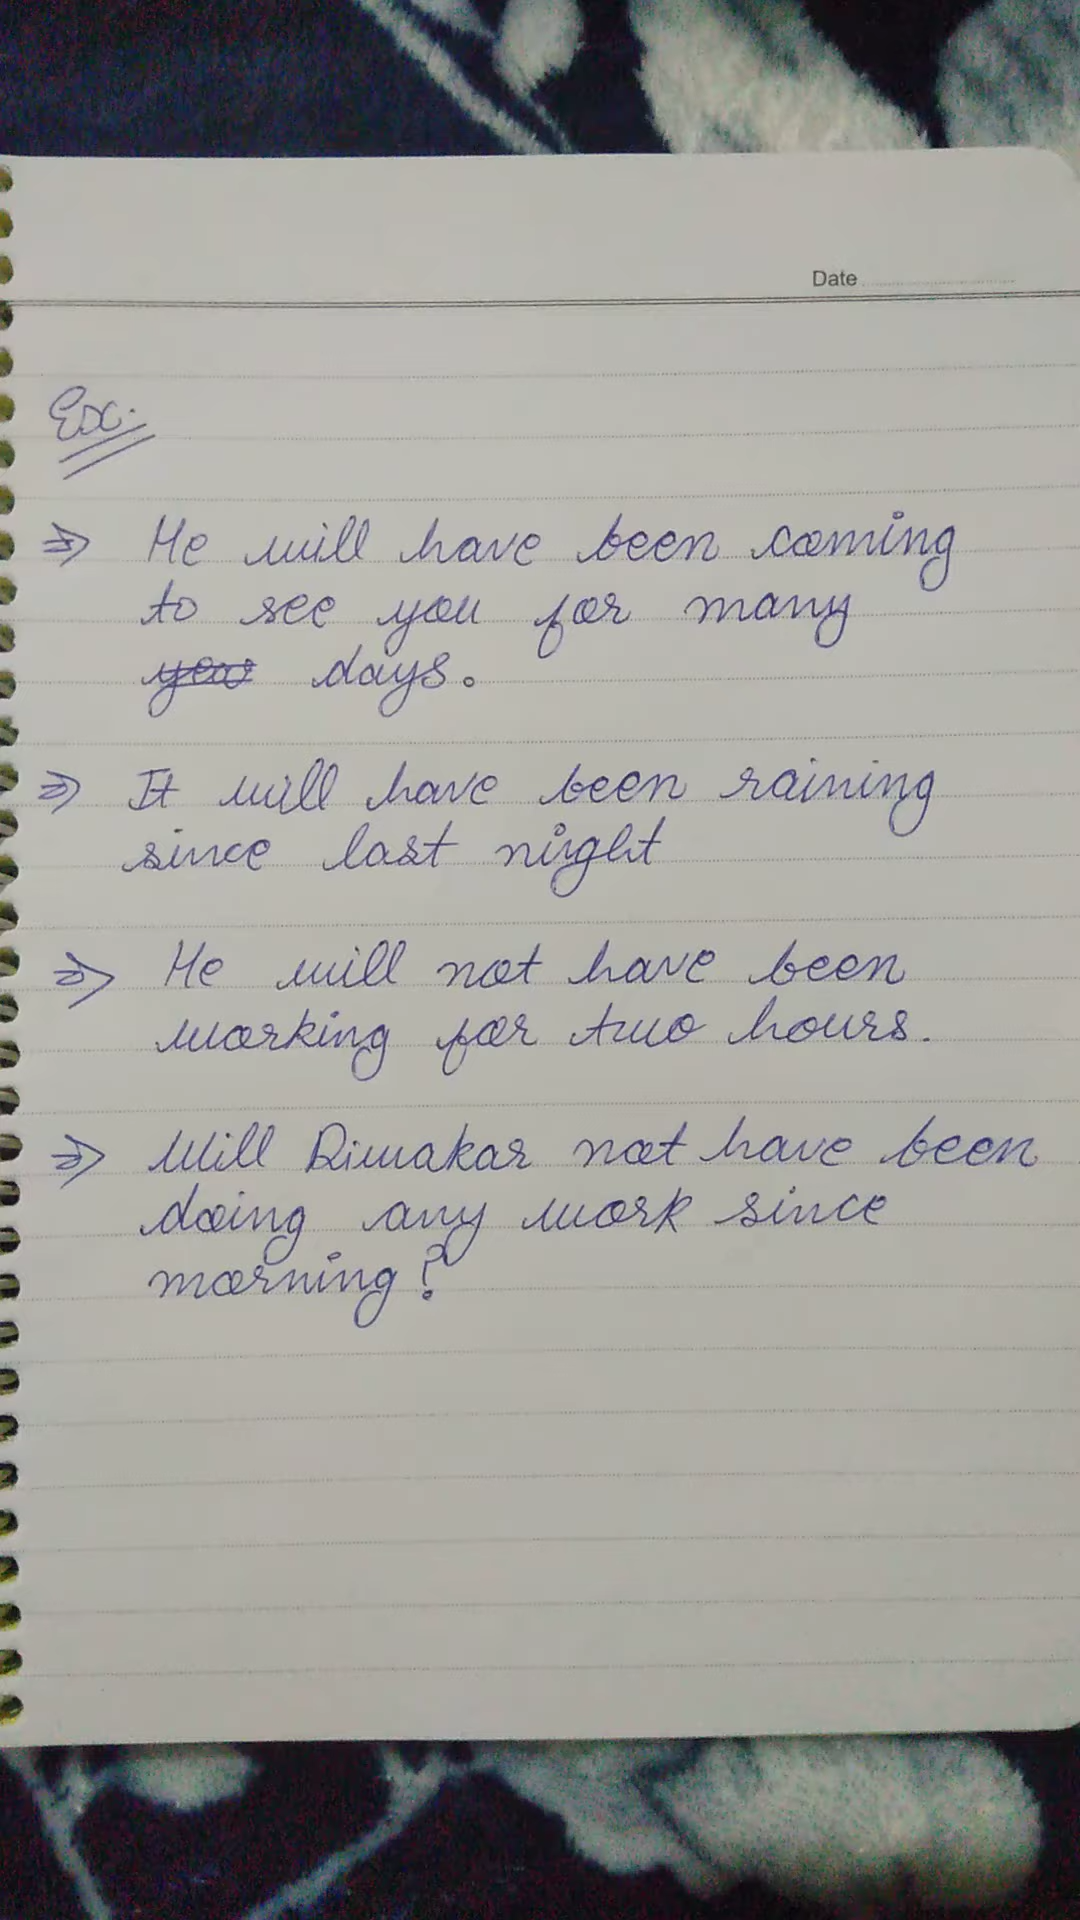 Date
Ex.
⇒ He will have been coming
to see you for many
year days.
⇒ It will have been raining
since last night
⇒ He will not have been
working for two hours.
⇒ Will Diwakar not have been
doing any work since
morning?